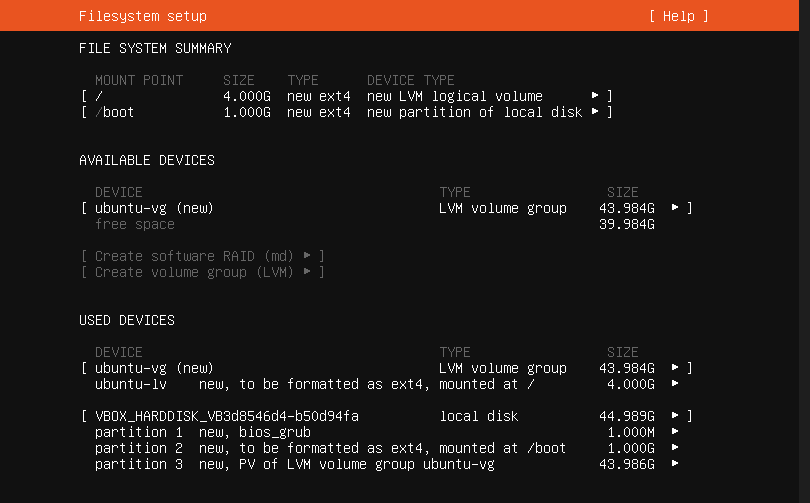 Filesystem setup [ Help ]
FILE SYSTEM SUMMARY
MOUNT POINT SIZE TYPE DEVICE TYPE
[ / 4.000G new ext4 new LVM logical volume ▸ ]
[ /boot 1.000G new ext4 new partition of local disk ▸ ]
AVAILABLE DEVICES
DEVICE TYPE SIZE
[ ubuntu-vg (new) LVM volume group 43.984G ▸ ]
free space 39.984G
[ Create software RAID (md) ▸ ]
[ Create volume group (LVM) ▸ ]
USED DEVICES
DEVICE TYPE SIZE
[ ubuntu-vg (new) LVM volume group 43.984G ▸ ]
ubuntu-lv new, to be formatted as ext4, mounted at / 4.000G ▸
[ VBOX_HARDDISK_VB3d8546d4-b50d94fa local disk 44.989G ▸ ]
partition 1 new, bios_grub 1.000M ▸
partition 2 new, to be formatted as ext4, mounted at /boot 1.000G ▸
partition 3 new, PV of LVM volume group ubuntu-vg 43.986G ▸